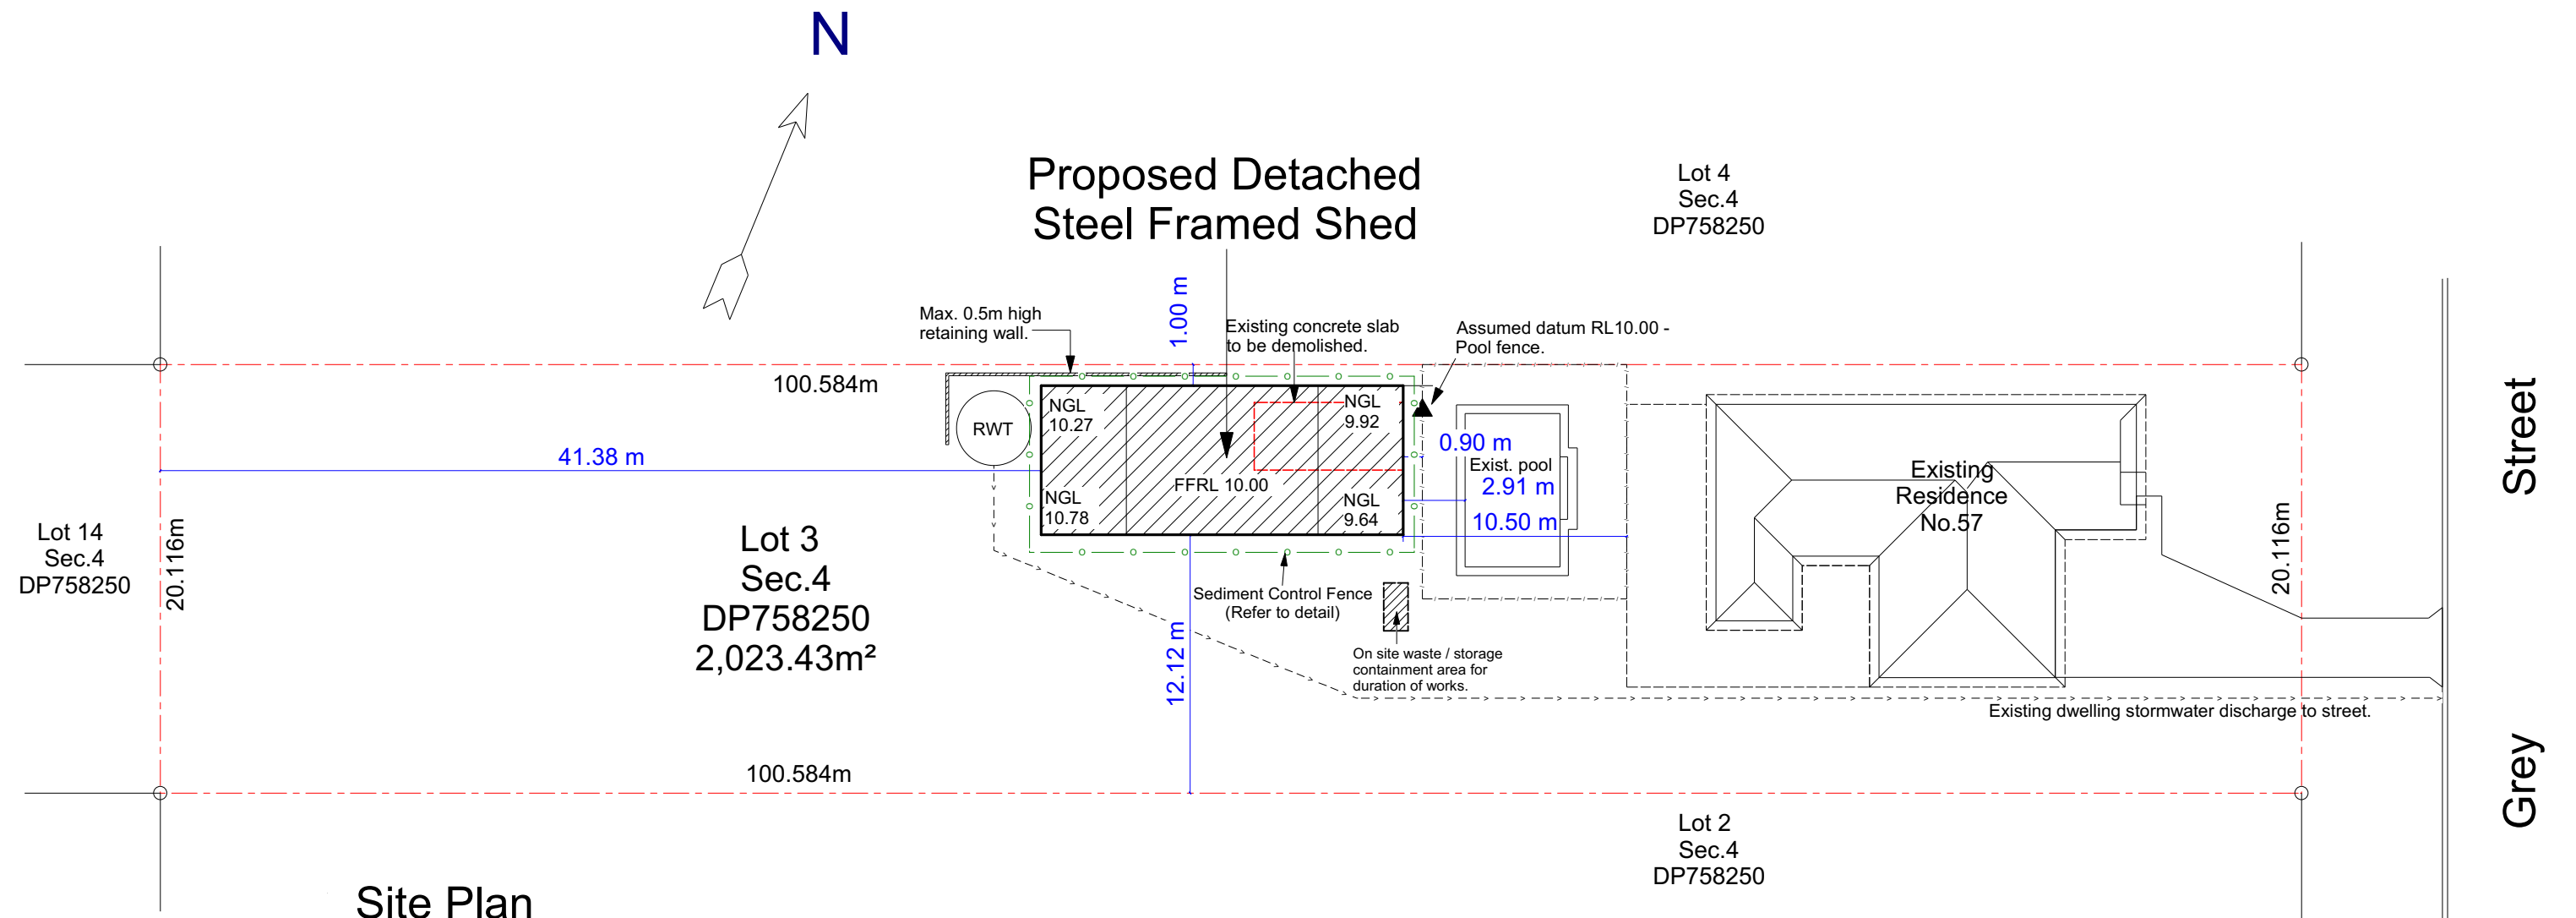 N
Proposed Detached
Steel Framed Shed
Lot 4
Sec.4
DP758250
Max. 0.5m high
retaining wall.
1.00 m
Existing concrete slab
to be demolished.
Assumed datum RL10.00 -
Pool fence.
100.584m
RWT
NGL
10.27
NGL
9.92
41.38 m
0.90 m
Exist. pool
2.91 m
10.50 m
FFRL 10.00
NGL
10.78
NGL
9.64
Existing
Residence
No.57
Street
Grey
Lot 14
Sec.4
DP758250
20.116m
Lot 3
Sec.4
DP758250
2,023.43m²
Sediment Control Fence
(Refer to detail)
12.12 m
On site waste / storage
containment area for
duration of works.
20.116m
Existing dwelling stormwater discharge to street.
100.584m
Lot 2
Sec.4
DP758250
Site Plan